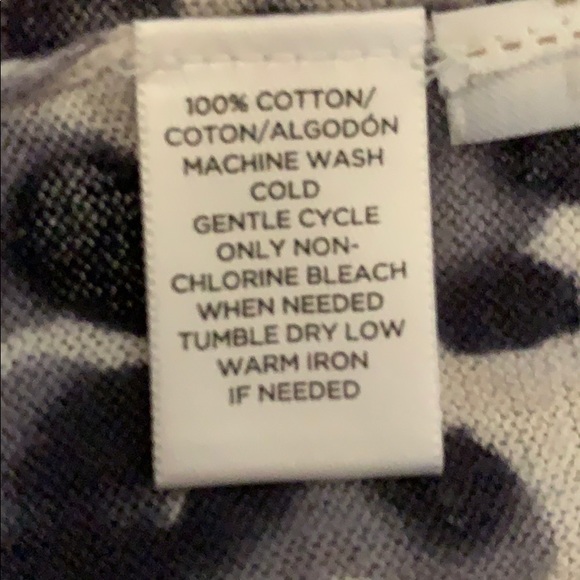 100% COTTON/
COTON/ALGODÓN
MACHINE WASH
COLD
GENTLE CYCLE
ONLY NON-
CHLORINE BLEACH
WHEN NEEDED
TUMBLE DRY LOW
WARM IRON
IF NEEDED